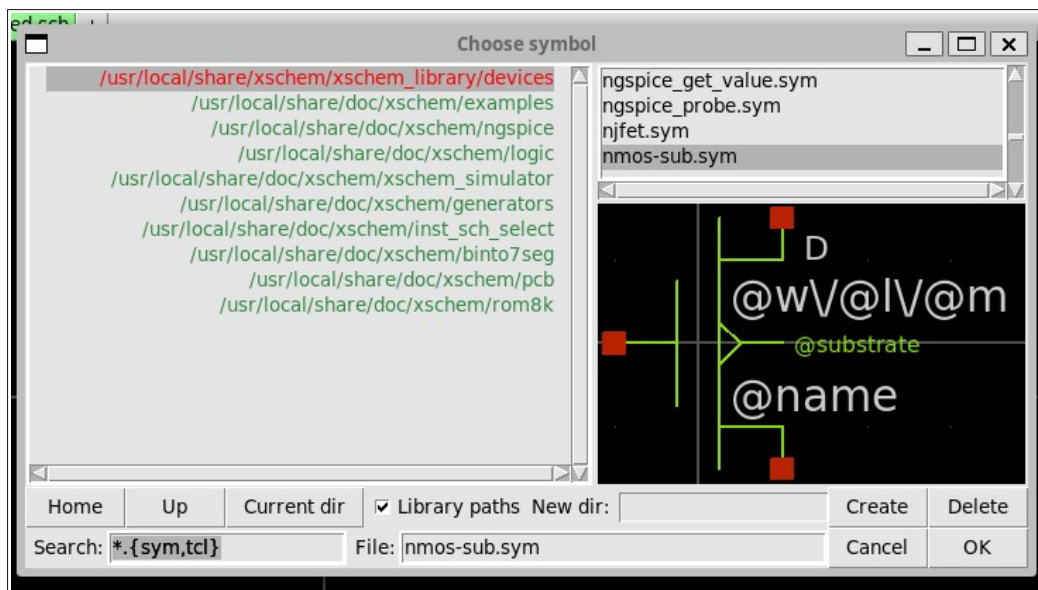 ed.sch +
Choose symbol
/usr/local/share/xschem/xschem_library/devices
/usr/local/share/doc/xschem/examples
/usr/local/share/doc/xschem/ngspice
/usr/local/share/doc/xschem/logic
/usr/local/share/doc/xschem/xschem_simulator
/usr/local/share/doc/xschem/generators
/usr/local/share/doc/xschem/inst_sch_select
/usr/local/share/doc/xschem/binto7seg
/usr/local/share/doc/xschem/pcb
/usr/local/share/doc/xschem/rom8k
ngspice_get_value.sym
ngspice_probe.sym
njfet.sym
nmos-sub.sym
D
@w\/@l\/@m
@substrate
@name
Home Up Current dir Library paths New dir: Create Delete
Search: *.{sym,tcl} File: nmos-sub.sym Cancel OK